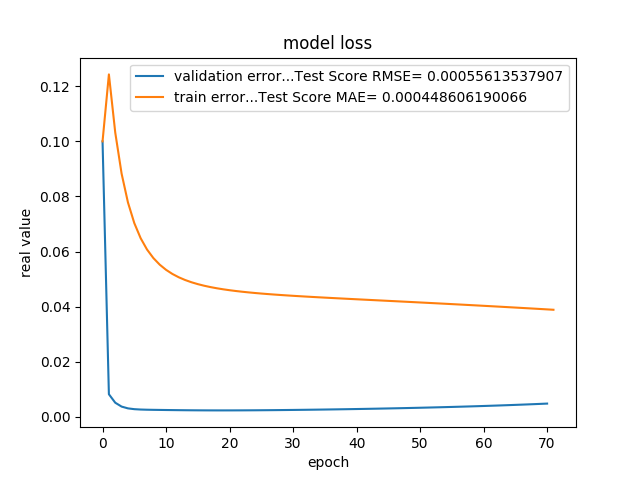 model loss
validation error...Test Score RMSE= 0.00055613537907
train error...Test Score MAE= 0.000448606190066
real value
0.12
0.10
0.08
0.06
0.04
0.02
0.00
0 10 20 30 40 50 60 70
epoch